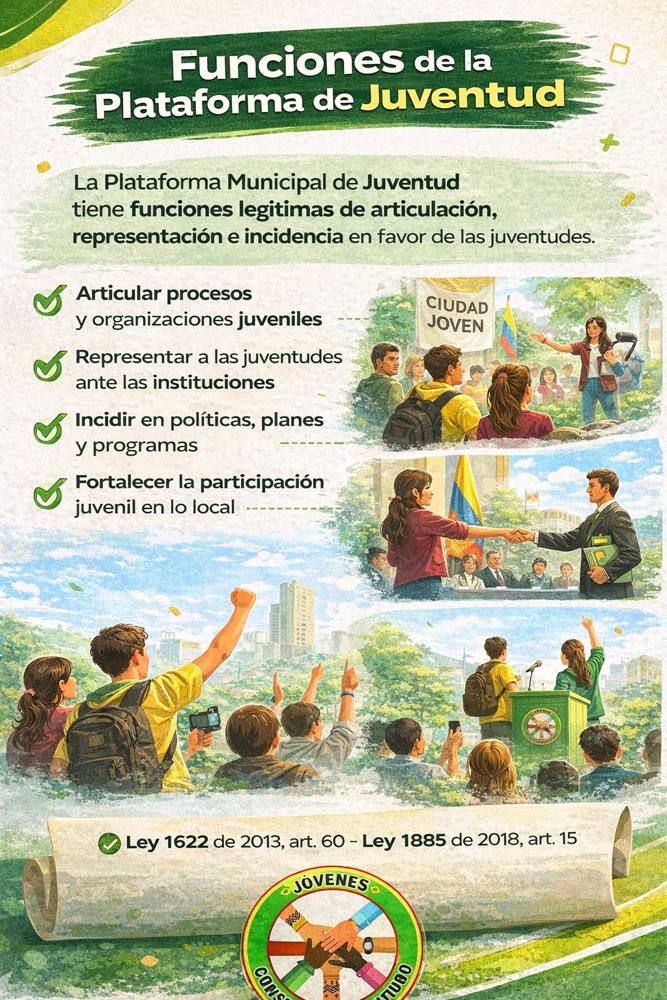 Funciones de la
Plataforma de Juventud
La Plataforma Municipal de Juventud
tiene funciones legitimas de articulación,
representación e incidencia en favor de las juventudes.
Articular procesos
y organizaciones juveniles
Representar a las juventudes
ante las instituciones
Incidir en políticas, planes
y programas
Fortalecer la participación
juvenil en lo local
CIUDAD
JOVEN
Ley 1622 de 2013, art. 60 - Ley 1885 de 2018, art. 15
JÓVENES